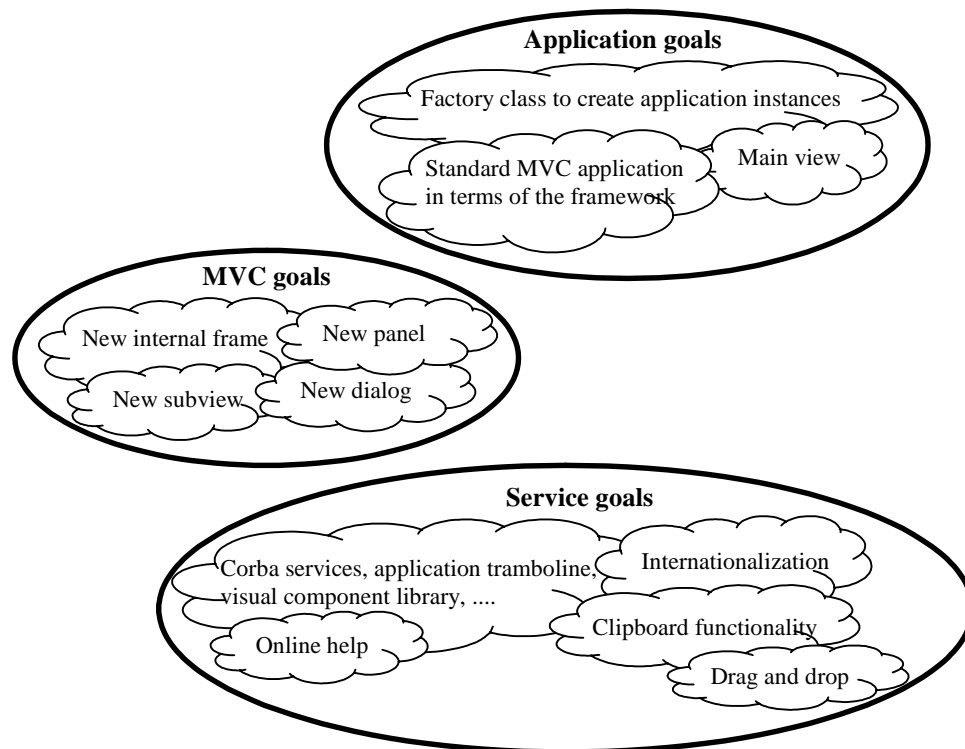 Application goals
Factory class to create application instances
Standard MVC application
in terms of the framework
Main view
MVC goals
New internal frame
New panel
New subview
New dialog
Service goals
Corba services, application tramboline,
visual component library, ....
Internationalization
Online help
Clipboard functionality
Drag and drop